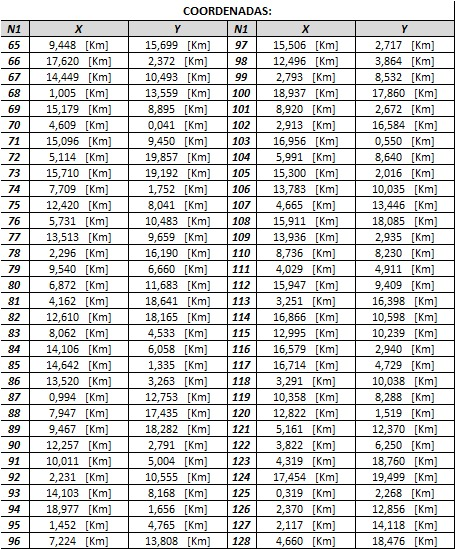 COORDENADAS:
N1 X Y N1 X Y
65 9,448 [Km] 15,699 [Km] 97 15,506 [Km] 2,717 [Km]
66 17,620 [Km] 2,372 [Km] 98 12,496 [Km] 3,864 [Km]
67 14,449 [Km] 10,493 [Km] 99 2,793 [Km] 8,532 [Km]
68 1,005 [Km] 13,559 [Km] 100 18,937 [Km] 17,860 [Km]
69 15,179 [Km] 8,895 [Km] 101 8,920 [Km] 2,672 [Km]
70 4,609 [Km] 0,041 [Km] 102 2,913 [Km] 16,584 [Km]
71 15,096 [Km] 9,450 [Km] 103 16,956 [Km] 0,550 [Km]
72 5,114 [Km] 19,857 [Km] 104 5,991 [Km] 8,640 [Km]
73 15,710 [Km] 19,192 [Km] 105 15,300 [Km] 2,016 [Km]
74 7,709 [Km] 1,752 [Km] 106 13,783 [Km] 10,035 [Km]
75 12,420 [Km] 8,041 [Km] 107 4,665 [Km] 13,446 [Km]
76 5,731 [Km] 10,483 [Km] 108 15,911 [Km] 18,085 [Km]
77 13,513 [Km] 9,659 [Km] 109 13,936 [Km] 2,935 [Km]
78 2,296 [Km] 16,190 [Km] 110 8,736 [Km] 8,230 [Km]
79 9,540 [Km] 6,660 [Km] 111 4,029 [Km] 4,911 [Km]
80 6,872 [Km] 11,683 [Km] 112 15,947 [Km] 9,409 [Km]
81 4,162 [Km] 18,641 [Km] 113 3,251 [Km] 16,398 [Km]
82 12,610 [Km] 18,165 [Km] 114 16,866 [Km] 10,598 [Km]
83 8,062 [Km] 4,533 [Km] 115 12,995 [Km] 10,239 [Km]
84 14,106 [Km] 6,058 [Km] 116 16,579 [Km] 2,940 [Km]
85 14,642 [Km] 1,335 [Km] 117 16,714 [Km] 4,729 [Km]
86 13,520 [Km] 3,263 [Km] 118 3,291 [Km] 10,038 [Km]
87 0,994 [Km] 12,753 [Km] 119 10,358 [Km] 8,288 [Km]
88 7,947 [Km] 17,435 [Km] 120 12,822 [Km] 1,519 [Km]
89 9,467 [Km] 18,282 [Km] 121 5,161 [Km] 12,370 [Km]
90 12,257 [Km] 2,791 [Km] 122 3,822 [Km] 6,250 [Km]
91 10,011 [Km] 5,004 [Km] 123 4,319 [Km] 18,760 [Km]
92 2,231 [Km] 10,555 [Km] 124 17,454 [Km] 19,499 [Km]
93 14,103 [Km] 8,168 [Km] 125 0,319 [Km] 2,268 [Km]
94 18,977 [Km] 1,656 [Km] 126 2,370 [Km] 12,856 [Km]
95 1,452 [Km] 4,765 [Km] 127 2,117 [Km] 14,118 [Km]
96 7,224 [Km] 13,808 [Km] 128 4,660 [Km] 18,476 [Km]